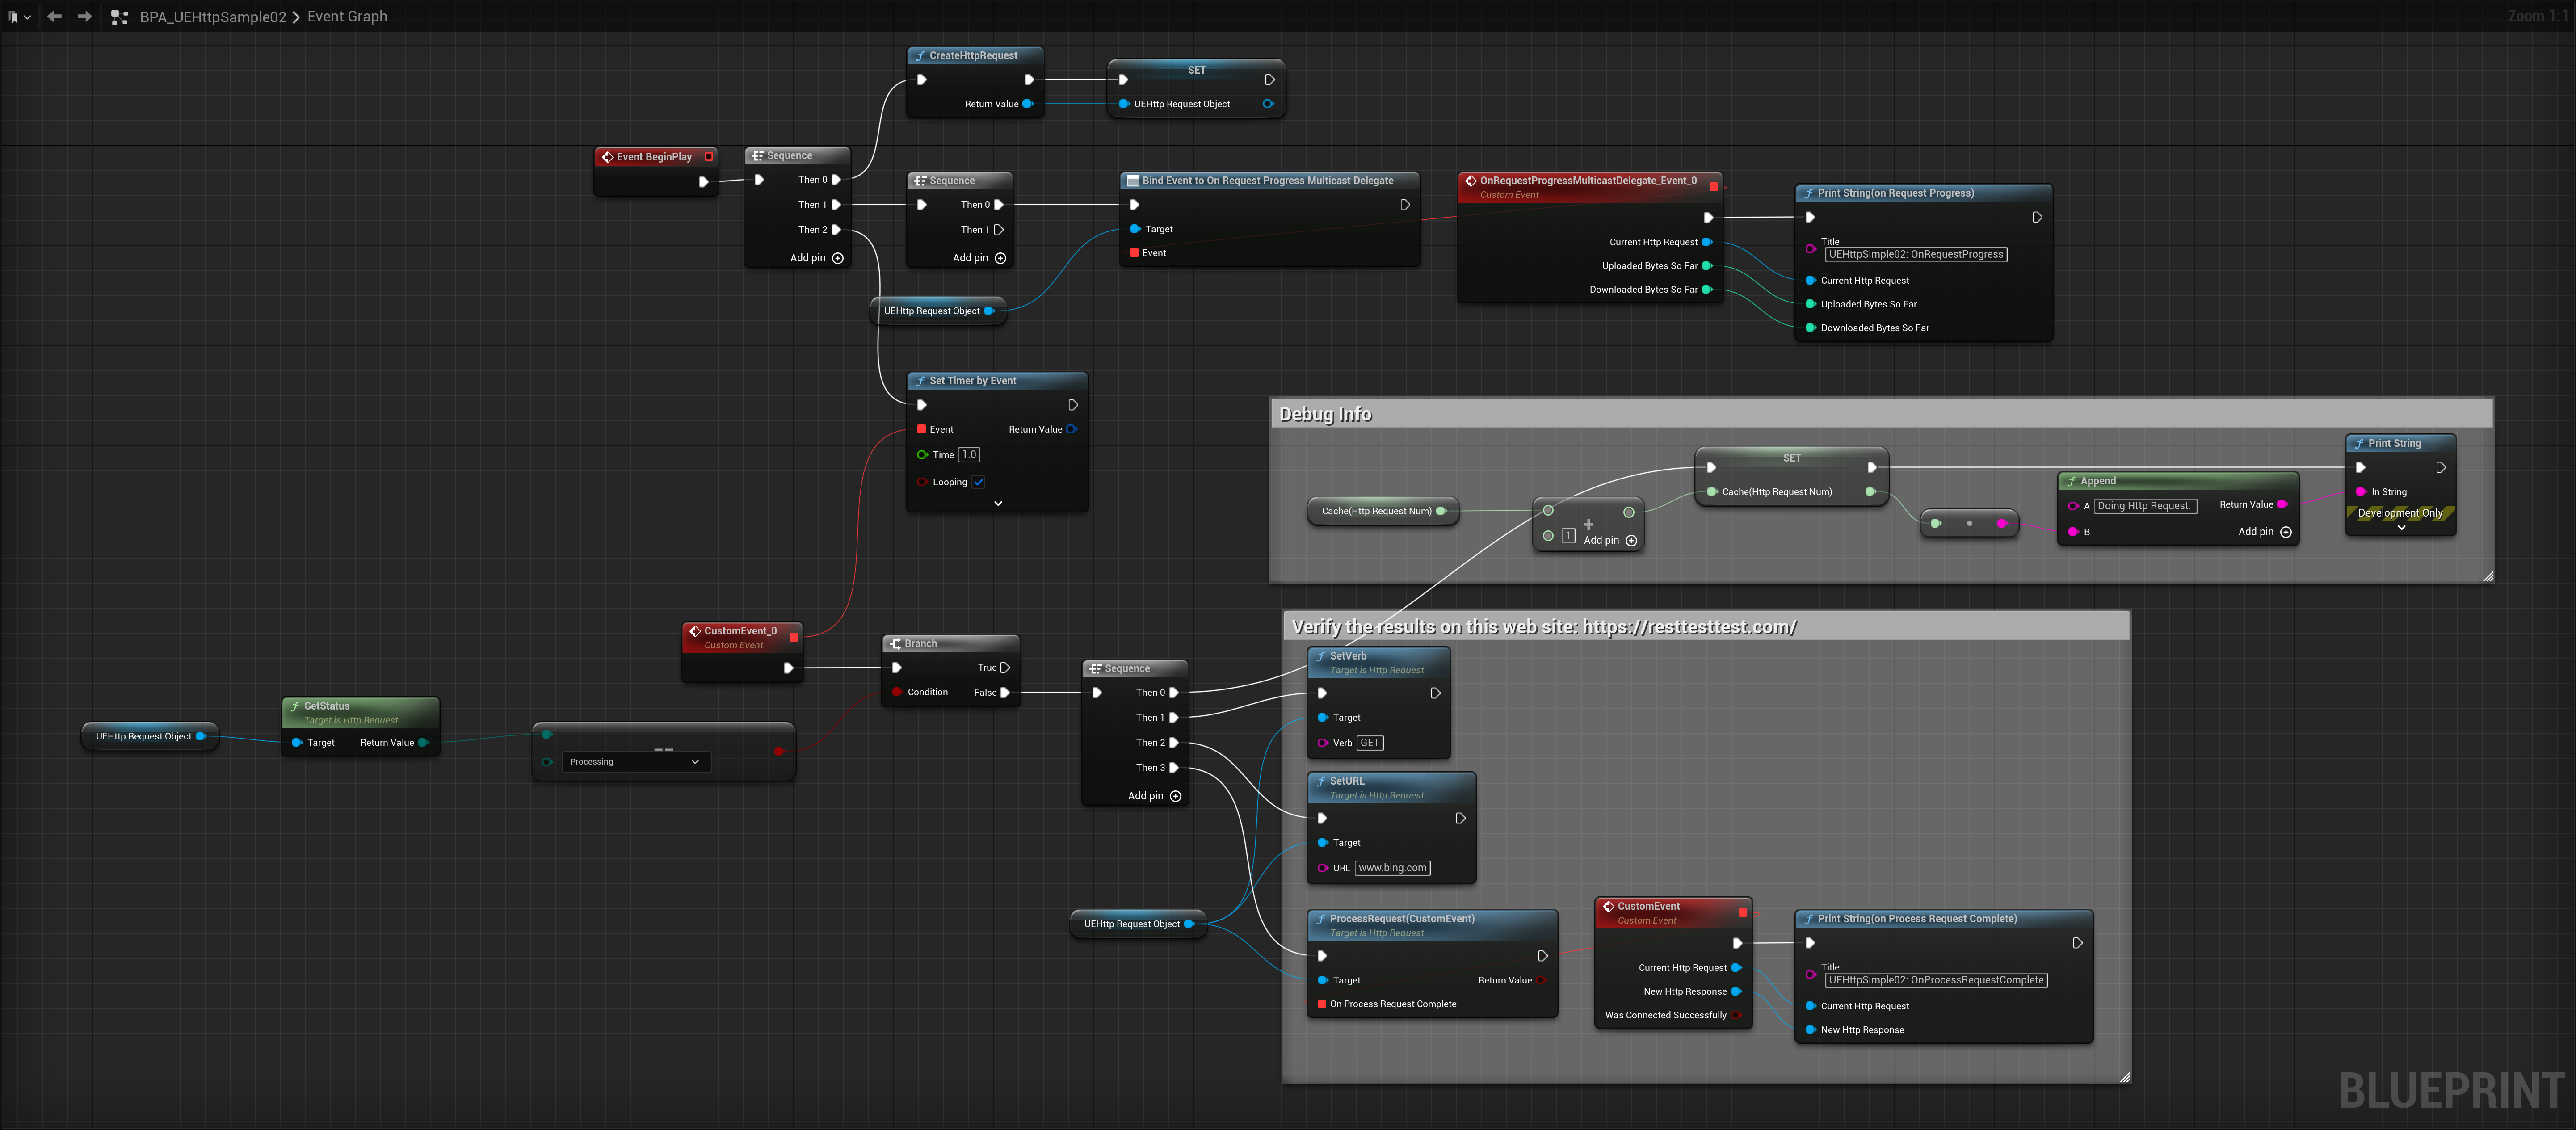 BPA_UEHttpSample02 > Event Graph
Zoom 1:1
CreateHttpRequest
Return Value
SET
UEHttp Request Object
Event BeginPlay
Sequence
Then 0
Then 1
Then 2
Add pin
Sequence
Then 0
Then 1
Add pin
UEHttp Request Object
Bind Event to On Request Progress Multicast Delegate
Target
Event
OnRequestProgressMulticastDelegate_Event_0
Custom Event
Current Http Request
Uploaded Bytes So Far
Downloaded Bytes So Far
Print String(on Request Progress)
Title
UEHttpSimple02: OnRequestProgress
Current Http Request
Uploaded Bytes So Far
Downloaded Bytes So Far
Set Timer by Event
Event Return Value
Time 1.0
Looping
Debug Info
Cache(Http Request Num)
1 Add pin
SET
Cache(Http Request Num)
Append
A Doing Http Request: Return Value
B Add pin
Print String
In String
Development Only
CustomEvent_0
Custom Event
Branch
True
Condition False
UEHttp Request Object
GetStatus
Target is Http Request
Target Return Value
==
Processing
Sequence
Then 0
Then 1
Then 2
Then 3
Add pin
UEHttp Request Object
Verify the results on this web site: https://resttesttest.com/
SetVerb
Target is Http Request
Target
Verb GET
SetURL
Target is Http Request
Target
URL www.bing.com
ProcessRequest(CustomEvent)
Target is Http Request
Target Return Value
On Process Request Complete
CustomEvent
Custom Event
Current Http Request
New Http Response
Was Connected Successfully
Print String(on Process Request Complete)
Title
UEHttpSimple02: OnProcessRequestComplete
Current Http Request
New Http Response
BLUEPRINT